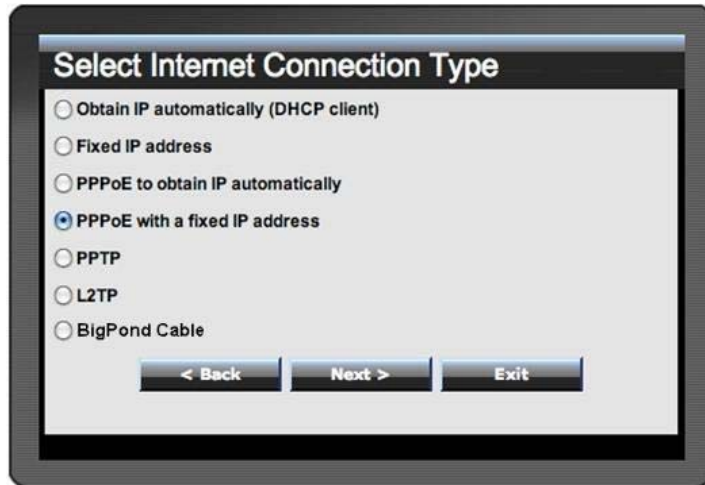 Select Internet Connection Type
Obtain IP automatically (DHCP client)
Fixed IP address
PPPoE to obtain IP automatically
PPPoE with a fixed IP address
PPTP
L2TP
BigPond Cable
< Back Next > Exit